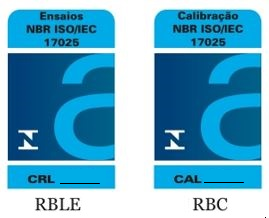 Ensaios
NBR ISO/IEC
17025
CRL
RBLE
Calibração
NBR ISO/IEC
17025
CAL
RBC